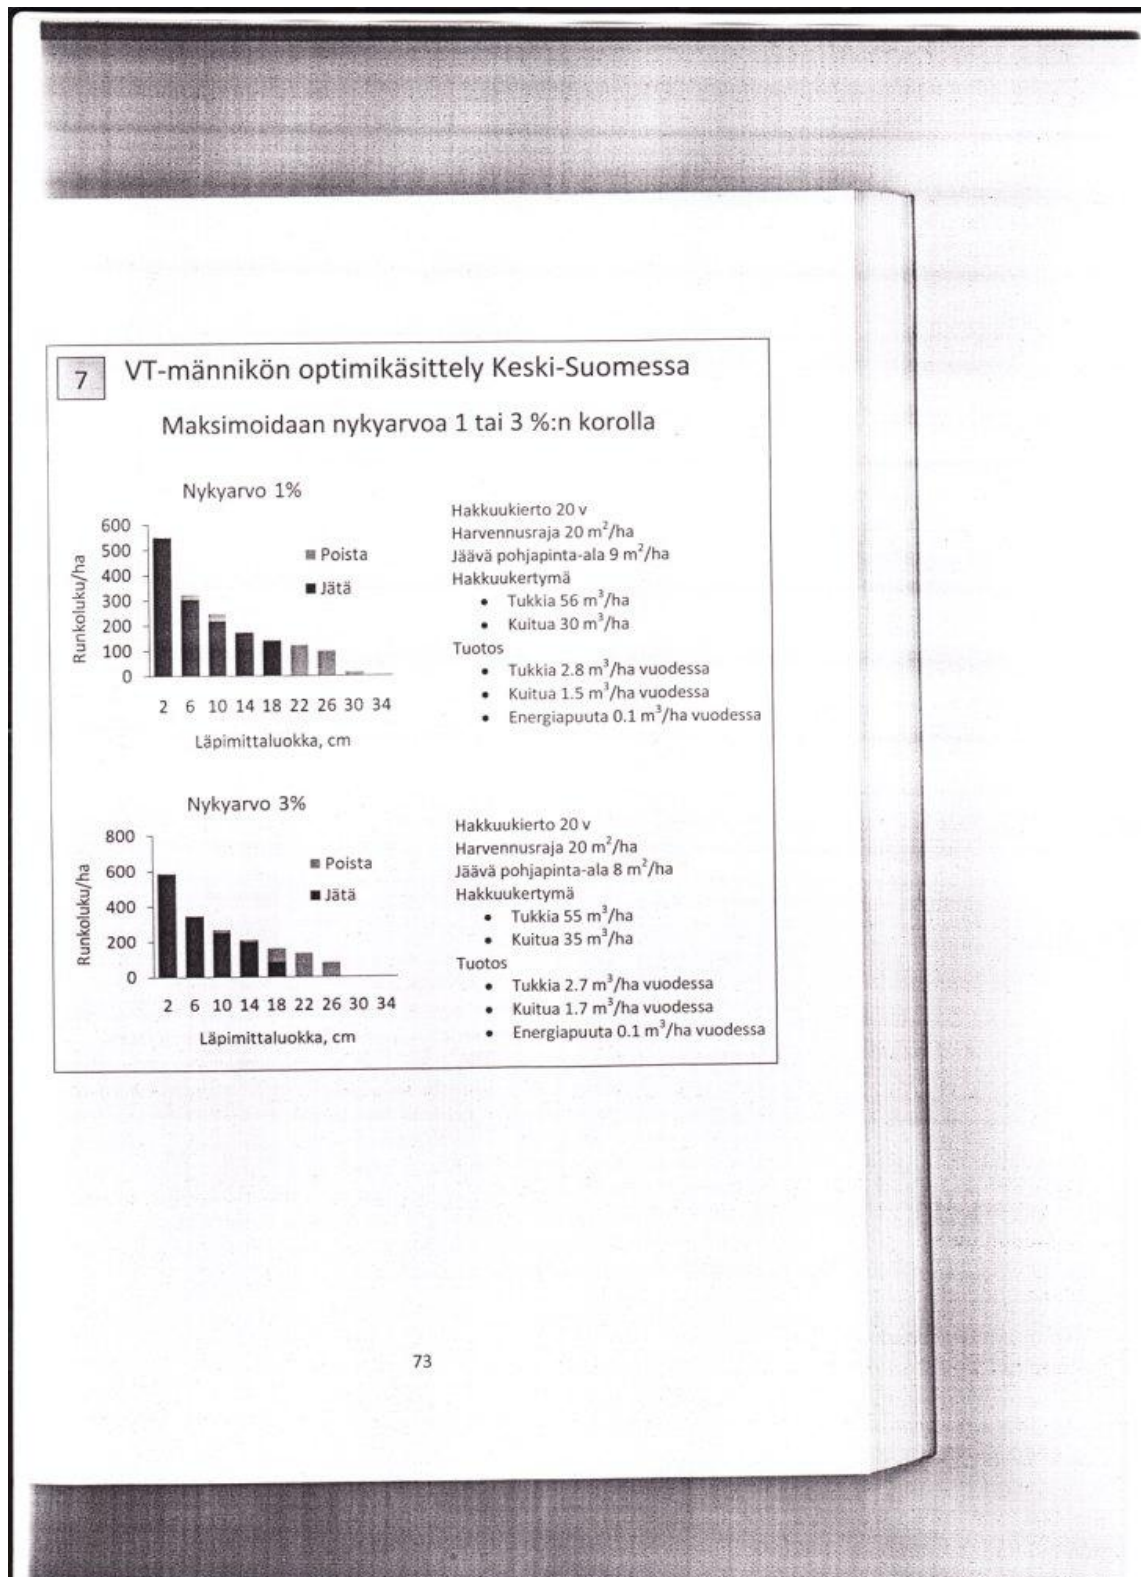 7 VT-männikön optimikäsittely Keski-Suomessa
Maksimoidaan nykyarvoa 1 tai 3 %:n korolla
Nykyarvo 1%
600
500
400
300
200
100
0
Runkoluku/ha
Poista
Jätä
2 6 10 14 18 22 26 30 34
Läpimittaluokka, cm
Hakkuukierto 20 v
Harvennusraja 20 m²/ha
Jäävä pohjapinta-ala 9 m²/ha
Hakkuukertymä
• Tukkia 56 m³/ha
• Kuitua 30 m³/ha
Tuotos
• Tukkia 2.8 m³/ha vuodessa
• Kuitua 1.5 m³/ha vuodessa
• Energiapuuta 0.1 m³/ha vuodessa
Nykyarvo 3%
800
600
400
200
0
Runkoluku/ha
Poista
Jätä
2 6 10 14 18 22 26 30 34
Läpimittaluokka, cm
Hakkuukierto 20 v
Harvennusraja 20 m²/ha
Jäävä pohjapinta-ala 8 m²/ha
Hakkuukertymä
• Tukkia 55 m³/ha
• Kuitua 35 m³/ha
Tuotos
• Tukkia 2.7 m³/ha vuodessa
• Kuitua 1.7 m³/ha vuodessa
• Energiapuuta 0.1 m³/ha vuodessa
73